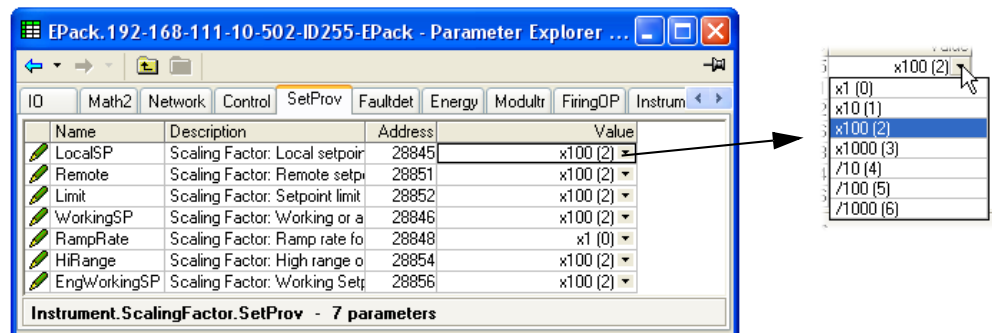 EPack.192-168-111-10-502-ID255-EPack - Parameter Explorer ...
IO Math2 Network Control SetProv Faultdet Energy Modultr FiringOP Instrum
Name Description Address Value
LocalSP Scaling Factor: Local setpoin 28845 x100 (2)
Remote Scaling Factor: Remote setp 28851 x100 (2)
Limit Scaling Factor: Setpoint limit 28852 x100 (2)
WorkingSP Scaling Factor: Working or a 28846 x100 (2)
RampRate Scaling Factor: Ramp rate fo 28848 x1 (0)
HiRange Scaling Factor: High range o 28854 x100 (2)
EngWorkingSP Scaling Factor: Working Setp 28856 x100 (2)
Instrument.ScalingFactor.SetProv - 7 parameters
x100 (2)
x1 (0)
x10 (1)
x100 (2)
x1000 (3)
/10 (4)
/100 (5)
/1000 (6)